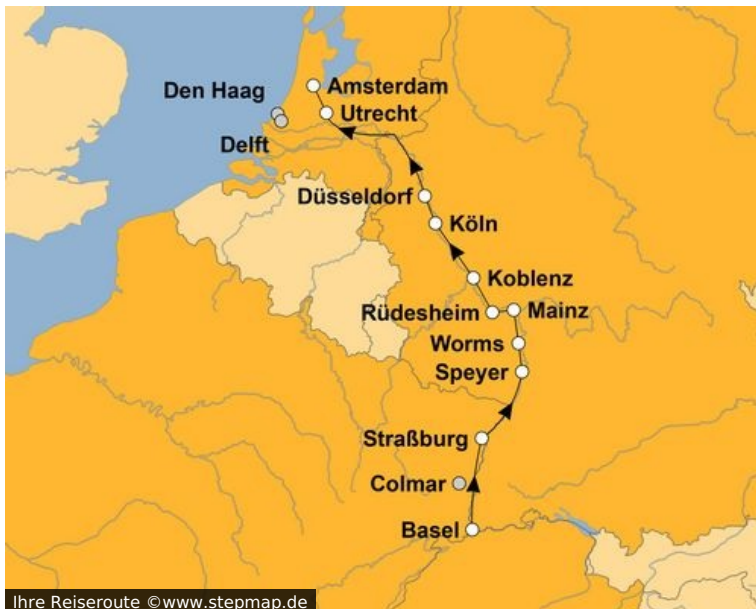 Amsterdam
Den Haag
Utrecht
Delft
Düsseldorf
Köln
Koblenz
Rüdesheim
Mainz
Worms
Speyer
Straßburg
Colmar
Basel
Ihre Reiseroute ©www.stepmap.de